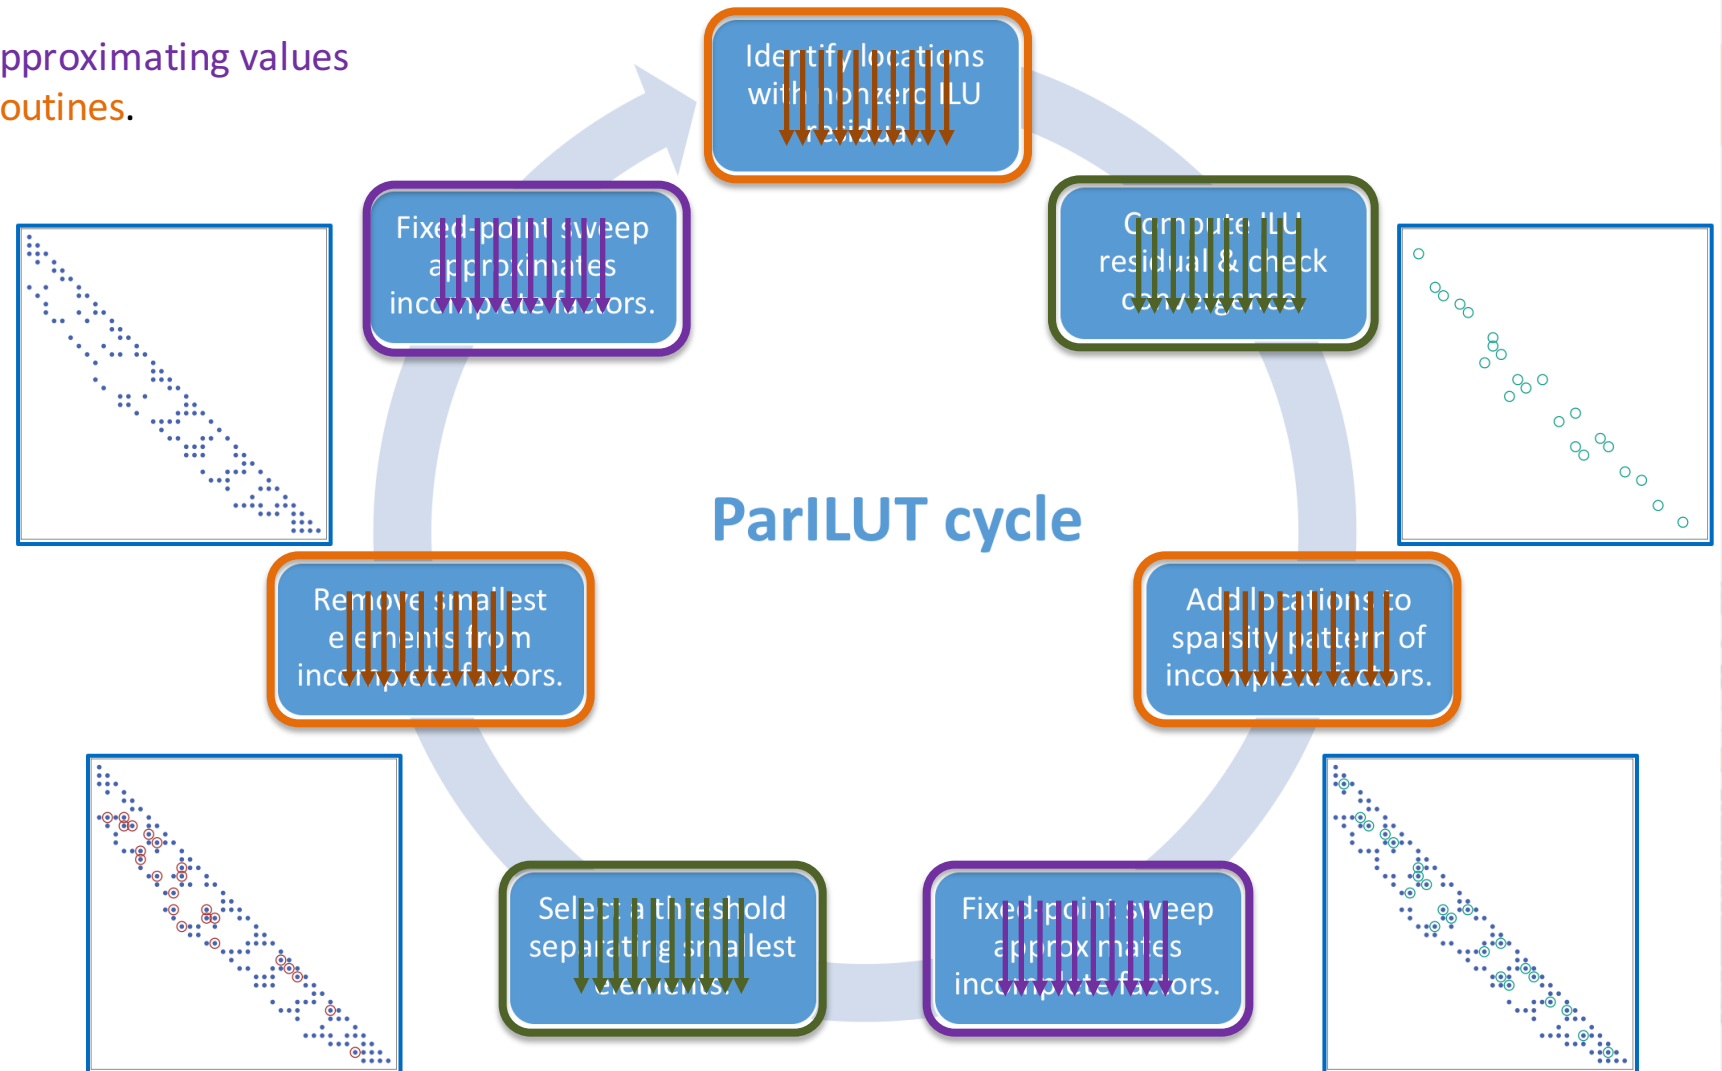 pproximating values
outines.
Identify locations
with nonzero ILU
residual.
Fixed-point sweep
approximates
incomplete factors.
Compute ILU
residual & check
convergence.
ParILUT cycle
Remove smallest
elements from
incomplete factors.
Add locations to
sparsity pattern of
incomplete factors.
Select a threshold
separating smallest
elements.
Fixed-point sweep
approximates
incomplete factors.